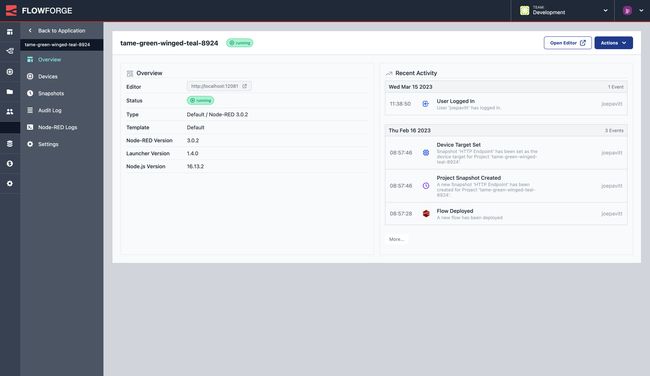 FLOWFORGE
TEAM:
Development
jp
Back to Application
tame-green-winged-teal-8924
Overview
Devices
Snapshots
Audit Log
Node-RED Logs
Settings
tame-green-winged-teal-8924
running
Open Editor
Actions
Overview
Editor
http://localhost:12081
Status
running
Type
Default / Node-RED 3.0.2
Template
Default
Node-RED Version
3.0.2
Launcher Version
1.4.0
Node.js Version
16.13.2
Recent Activity
Wed Mar 15 2023
1 Event
11:38:50
User Logged In
User 'joepavitt' has logged in.
joepavitt
Thu Feb 16 2023
3 Events
08:57:46
Device Target Set
Snapshot 'HTTP Endpoint' has been set as the
device target for Project 'tame-green-winged-
teal-8924'.
joepavitt
08:57:46
Project Snapshot Created
A new Snapshot 'HTTP Endpoint' has been
created for Project 'tame-green-winged-teal-
8924'.
joepavitt
08:57:28
Flow Deployed
A new flow has been deployed
joepavitt
More...